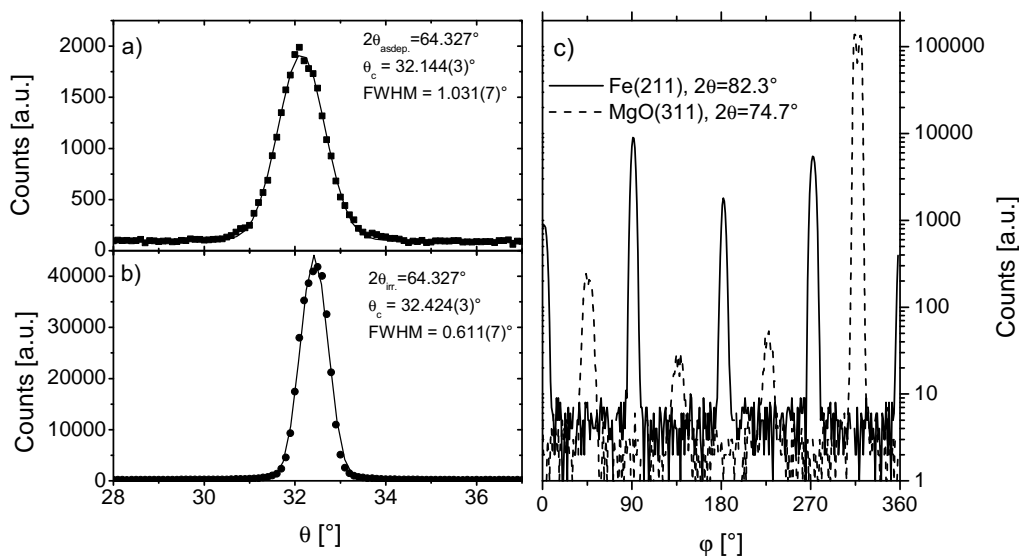 a)
2θasdep.=64.327°
θc = 32.144(3)°
FWHM = 1.031(7)°
Counts [a.u.]
2000
1500
1000
500
0
b)
2θirr.=64.327°
θc = 32.424(3)°
FWHM = 0.611(7)°
Counts [a.u.]
40000
30000
20000
10000
0
28 30 32 34 36
θ [°]
c)
Fe(211), 2θ=82.3°
MgO(311), 2θ=74.7°
100000
10000
1000
100
10
1
Counts [a.u.]
0 90 180 270 360
φ [°]